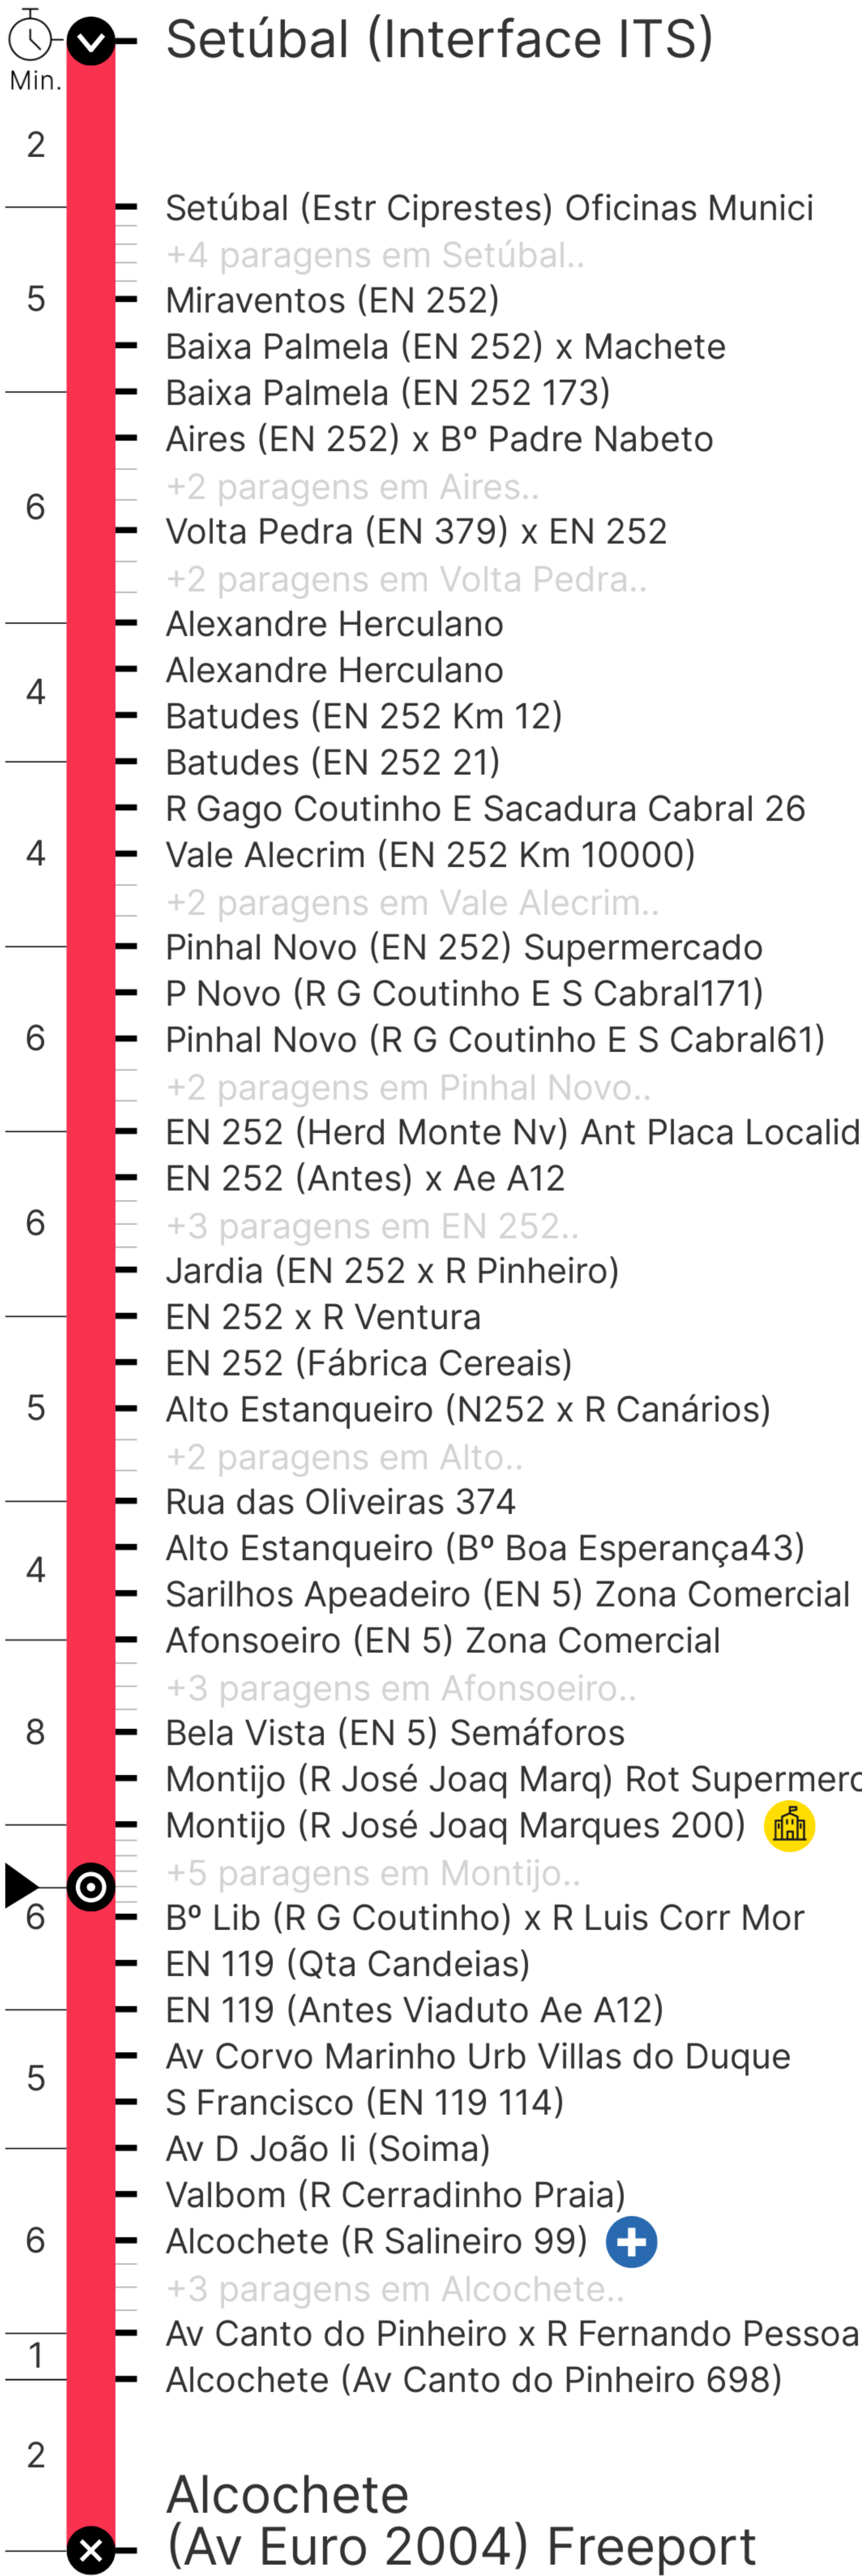 Setúbal (Interface ITS)
Min.
2
Setúbal (Estr Ciprestes) Oficinas Munici
+4 paragens em Setúbal..
5
Miraventos (EN 252)
Baixa Palmela (EN 252) x Machete
Baixa Palmela (EN 252 173)
Aires (EN 252) x Bº Padre Nabeto
+2 paragens em Aires..
6
Volta Pedra (EN 379) x EN 252
+2 paragens em Volta Pedra..
Alexandre Herculano
Alexandre Herculano
4
Batudes (EN 252 Km 12)
Batudes (EN 252 21)
R Gago Coutinho E Sacadura Cabral 26
4
Vale Alecrim (EN 252 Km 10000)
+2 paragens em Vale Alecrim..
Pinhal Novo (EN 252) Supermercado
P Novo (R G Coutinho E S Cabral171)
6
Pinhal Novo (R G Coutinho E S Cabral61)
+2 paragens em Pinhal Novo..
EN 252 (Herd Monte Nv) Ant Placa Localid
EN 252 (Antes) x Ae A12
6
+3 paragens em EN 252..
Jardia (EN 252 x R Pinheiro)
EN 252 x R Ventura
EN 252 (Fábrica Cereais)
5
Alto Estanqueiro (N252 x R Canários)
+2 paragens em Alto..
Rua das Oliveiras 374
Alto Estanqueiro (Bº Boa Esperança43)
4
Sarilhos Apeadeiro (EN 5) Zona Comercial
Afonsoeiro (EN 5) Zona Comercial
+3 paragens em Afonsoeiro..
8
Bela Vista (EN 5) Semáforos
Montijo (R José Joaq Marq) Rot Supermerc
Montijo (R José Joaq Marques 200)
+5 paragens em Montijo..
6
Bº Lib (R G Coutinho) x R Luis Corr Mor
EN 119 (Qta Candeias)
EN 119 (Antes Viaduto Ae A12)
Av Corvo Marinho Urb Villas do Duque
5
S Francisco (EN 119 114)
Av D João Ii (Soima)
Valbom (R Cerradinho Praia)
6
Alcochete (R Salineiro 99)
+3 paragens em Alcochete..
Av Canto do Pinheiro x R Fernando Pessoa
1
Alcochete (Av Canto do Pinheiro 698)
2
Alcochete
(Av Euro 2004) Freeport